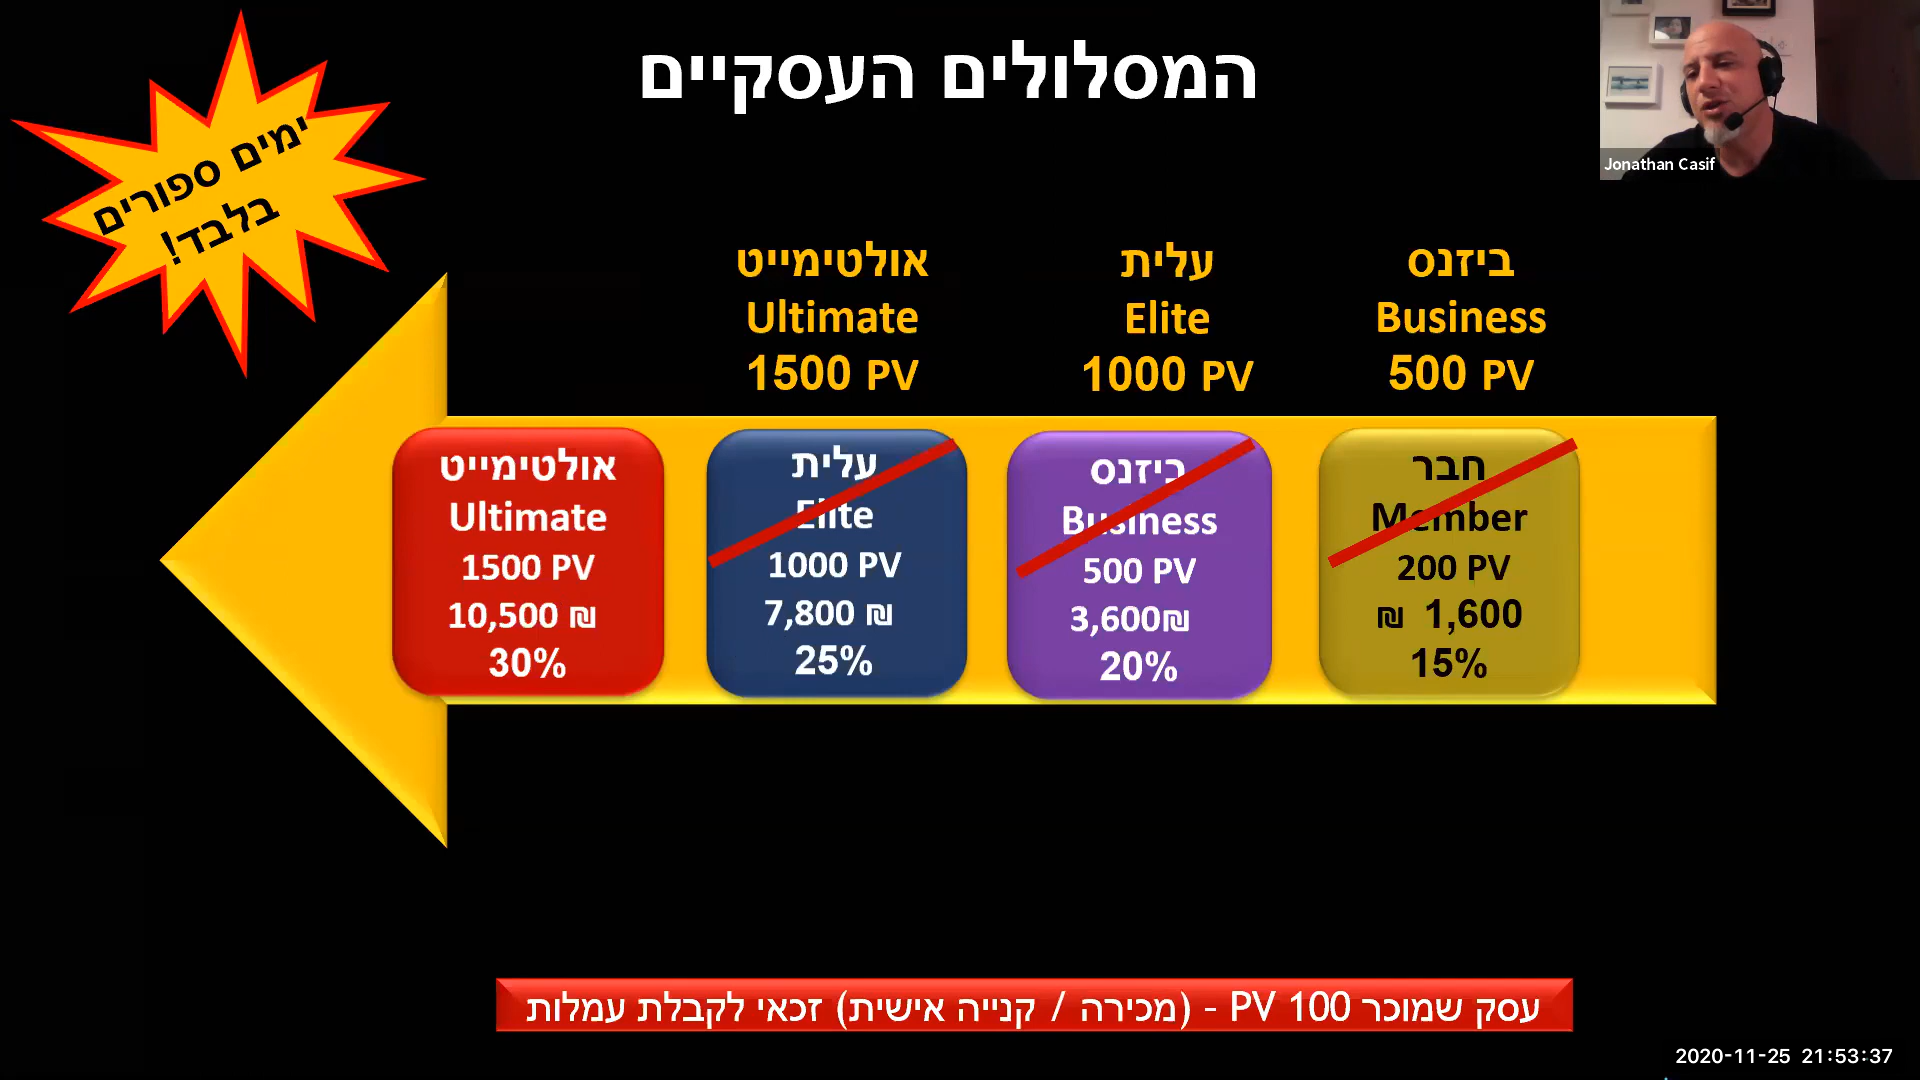 המסלולים העסקיים
ימים ספורים
בלבד!
Jonathan Casif
ביזנס
Business
500 PV
עלית
Elite
1000 PV
אולטימייט
Ultimate
1500 PV
חבר
Member
200 PV
₪ 1,600
15%
ביזנס
Business
500 PV
3,600₪
20%
עלית
Elite
1000 PV
7,800 ₪
25%
אולטימייט
Ultimate
1500 PV
10,500 ₪
30%
עסק שמוכר 100 PV - (מכירה / קנייה אישית) זכאי לקבלת עמלות
2020-11-25 21:53:37